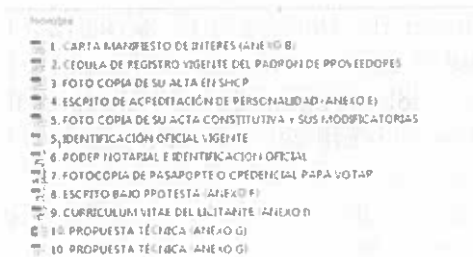 Nombre
1. CARTA MANIFIESTO DE INTERES (ANEXO B)
2. CEDULA DE REGISTRO VIGENTE DEL PADRON DE PROVEEDORES
3 FOTO COPIA DE SU ALTA EN SHCP
4 ESCRITO DE ACREDITACIÓN DE PERSONALIDAD (ANEXO E)
5. FOTO COPIA DE SU ACTA CONSTITUTIVA Y SUS MODIFICATORIAS
5, IDENTIFICACIÓN OFICIAL VIGENTE
6. PODER NOTARIAL E IDENTIFICACION OFICIAL
7. FOTOCOPIA DE PASAPORTE O CREDENCIAL PARA VOTAR
8. ESCRITO BAJO PROTESTA (ANEXO F)
9. CURRICULUM VITAE DEL LICITANTE (ANEXO I)
10 PROPUESTA TÉCNICA (ANEXO G)
10. PROPUESTA TÉCNICA (ANEXO G)